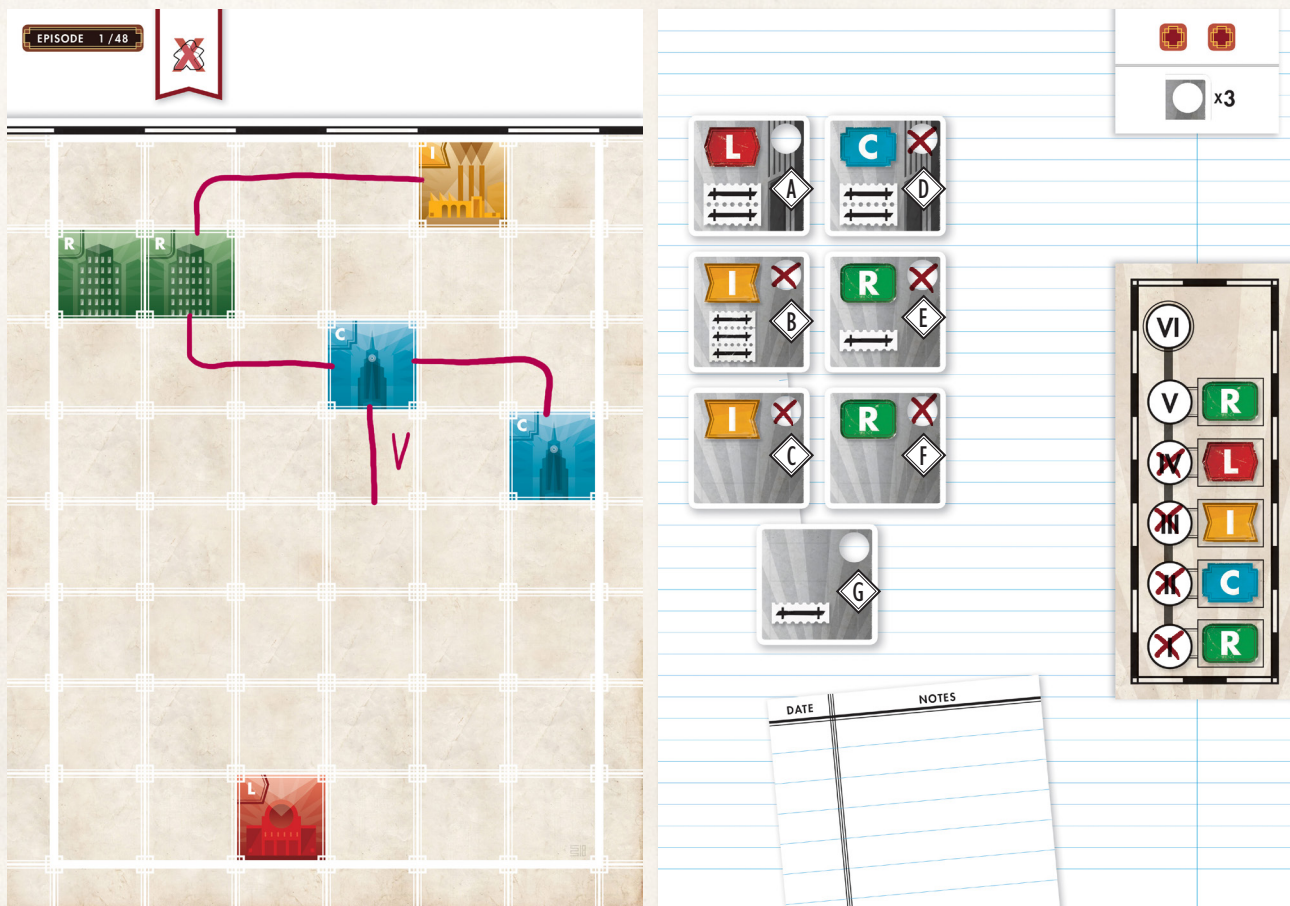 EPISODE 1/48
X
I
R R
C
V
C
L
x3
L A
C D
I B
R E
I C
R F
G
VI
V R
IV L
III I
II C
I R
DATE NOTES